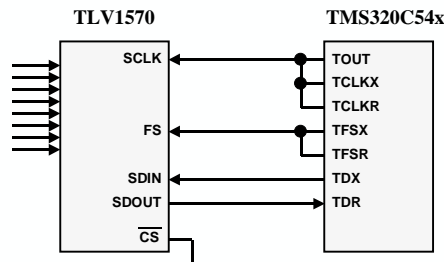 TLV1570 TMS320C54x
SCLK TOUT
TCLKX
TCLKR
FS TFSX
TFSR
SDIN TDX
SDOUT TDR
CS